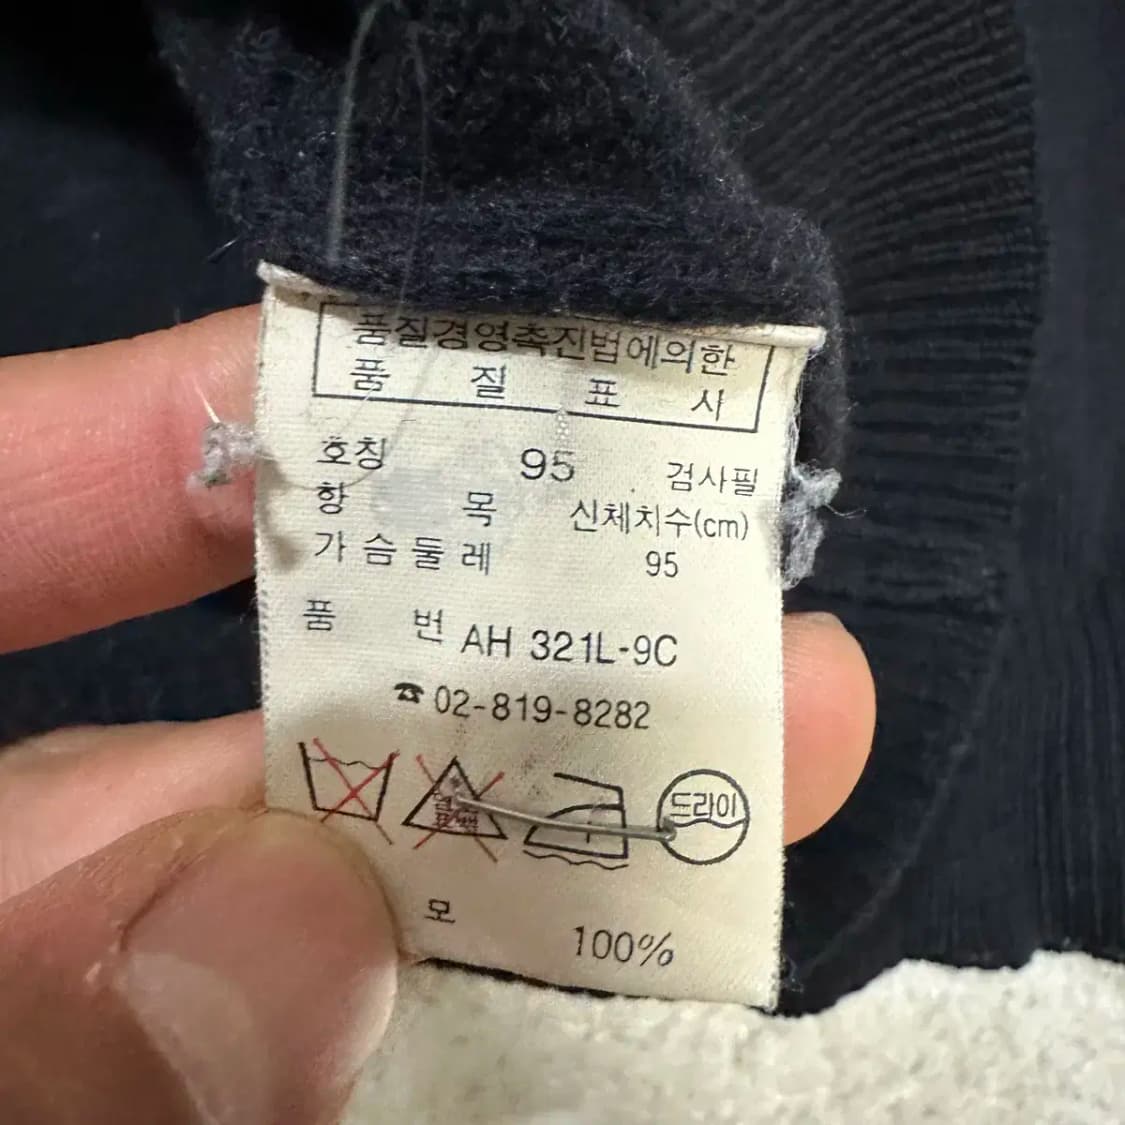 품질경영촉진법에의한
품 질 표 시
호칭 95 검사필
항 목 신체치수(cm)
가슴둘레 95
품 번 AH 321L-9C
☎ 02-819-8282
드라이
모 100%